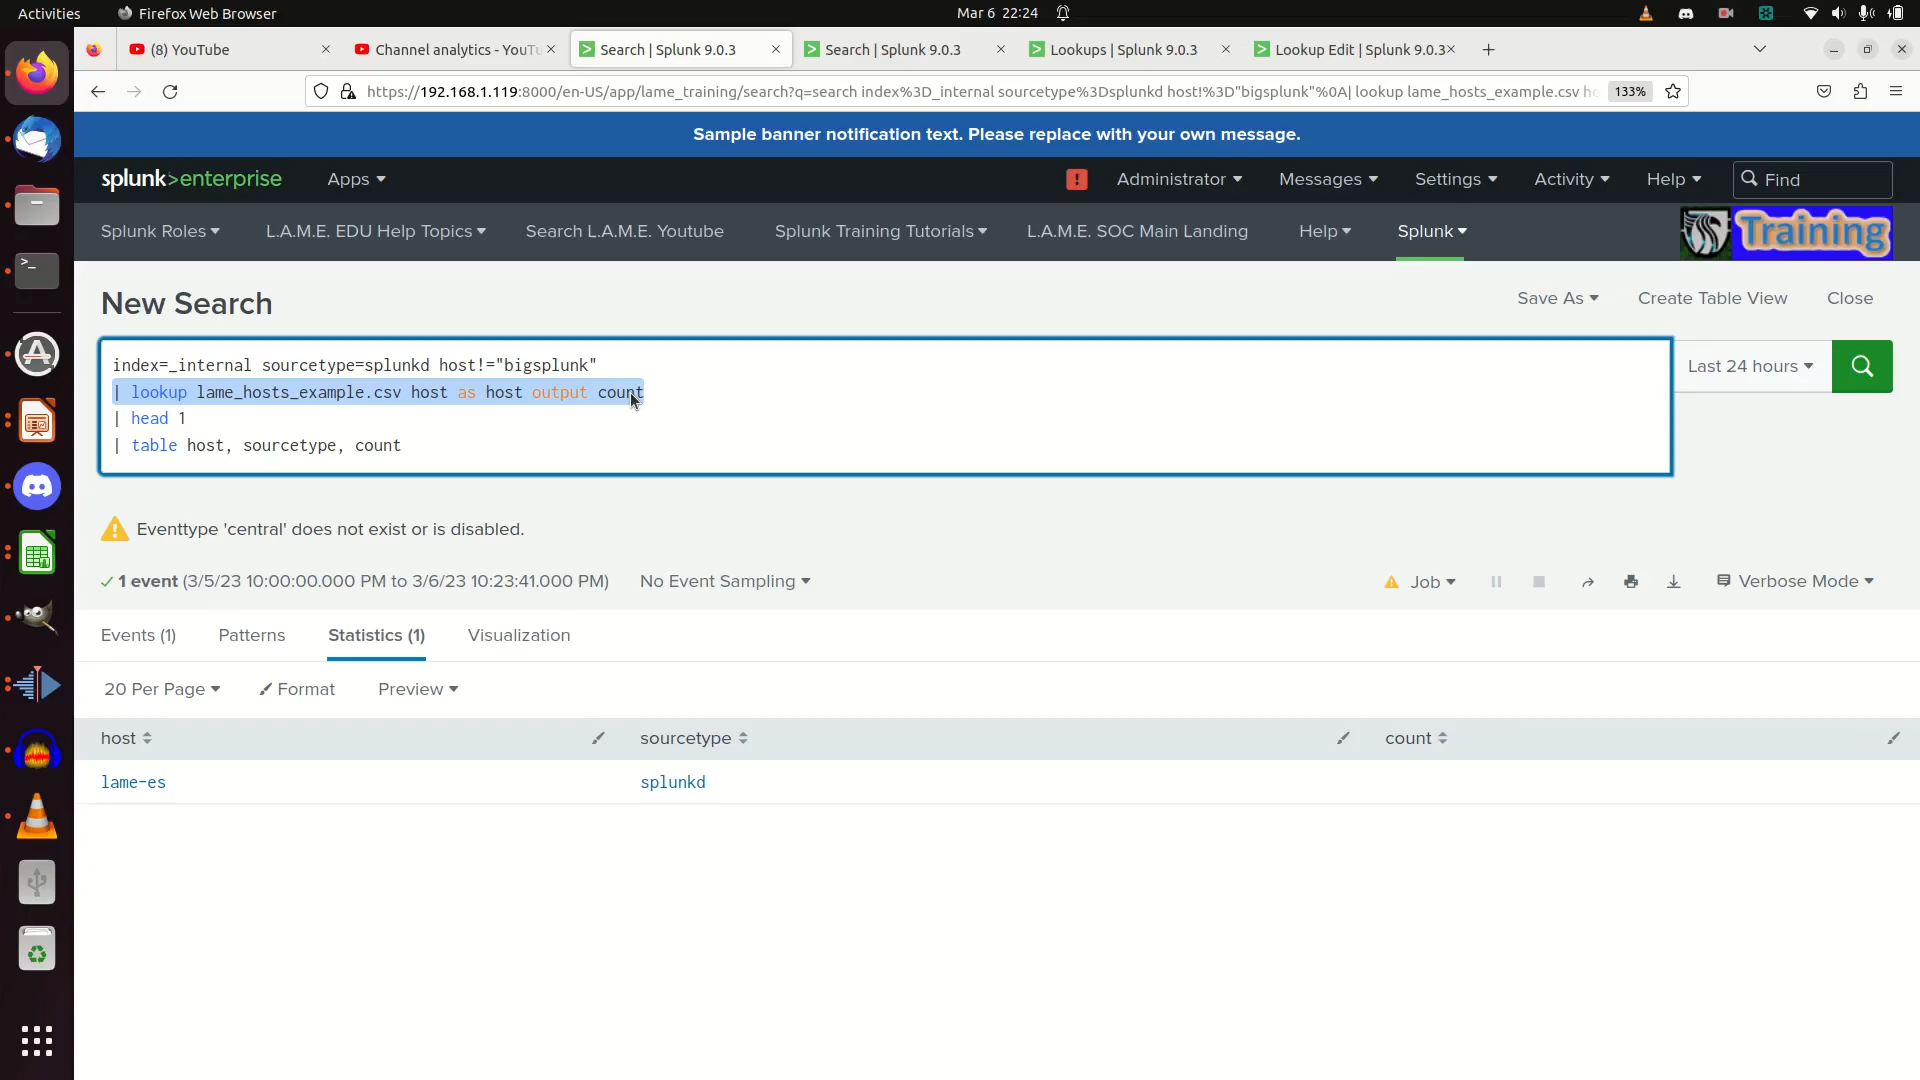 Activities
Firefox Web Browser
Mar 6 22:24
(8) YouTube
Channel analytics - YouTu
Search | Splunk 9.0.3
Search | Splunk 9.0.3
Lookups | Splunk 9.0.3
Lookup Edit | Splunk 9.0.3
https://192.168.1.119:8000/en-US/app/lame_training/search?q=search index%3D_internal sourcetype%3Dsplunkd host!%3D"bigsplunk"%0A| lookup lame_hosts_example.csv ho
133%
Sample banner notification text. Please replace with your own message.
splunk>enterprise
Apps
Administrator
Messages
Settings
Activity
Help
Find
Splunk Roles
L.A.M.E. EDU Help Topics
Search L.A.M.E. Youtube
Splunk Training Tutorials
L.A.M.E. SOC Main Landing
Help
Splunk
Training
New Search
Save As
Create Table View
Close
index=_internal sourcetype=splunkd host!="bigsplunk"
| lookup lame_hosts_example.csv host as host output count
| head 1
| table host, sourcetype, count
Last 24 hours
Eventtype 'central' does not exist or is disabled.
1 event (3/5/23 10:00:00.000 PM to 3/6/23 10:23:41.000 PM)
No Event Sampling
Job
Verbose Mode
Events (1)
Patterns
Statistics (1)
Visualization
20 Per Page
Format
Preview
host
sourcetype
count
lame-es
splunkd